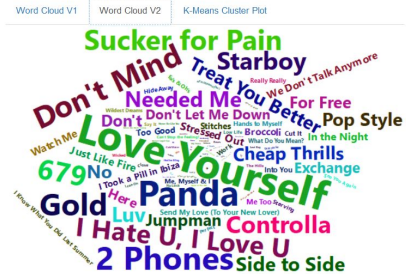 Word Cloud V1
Word Cloud V2
K-Means Cluster Plot
Sucker for Pain
Don't Mind
Starboy
Treat You Better
We Don't Talk Anymore
Really Really
HideAway
Needed Me
For Free
Don't Let Me Down
Don't
Pop Style
Wildest Dreams
Hands to Myself
Stitches
Stressed Out
Too Good
Broccoli
Cut It
In the Night
Watch Me
What Do You Mean?
Love Yourself
Just Like Fire
Work
Cheap Thrills
679
No
I Took a Pill in Ibiza
Me, Myself & I
Into You
Exchange
Panda
Here
Gold
Luv
Jumpman
Me Too
Starving
Send My Love (To Your New Lover)
Controlla
I Know What You Did Last Summer
I Hate U, I Love U
2 Phones
Side to Side